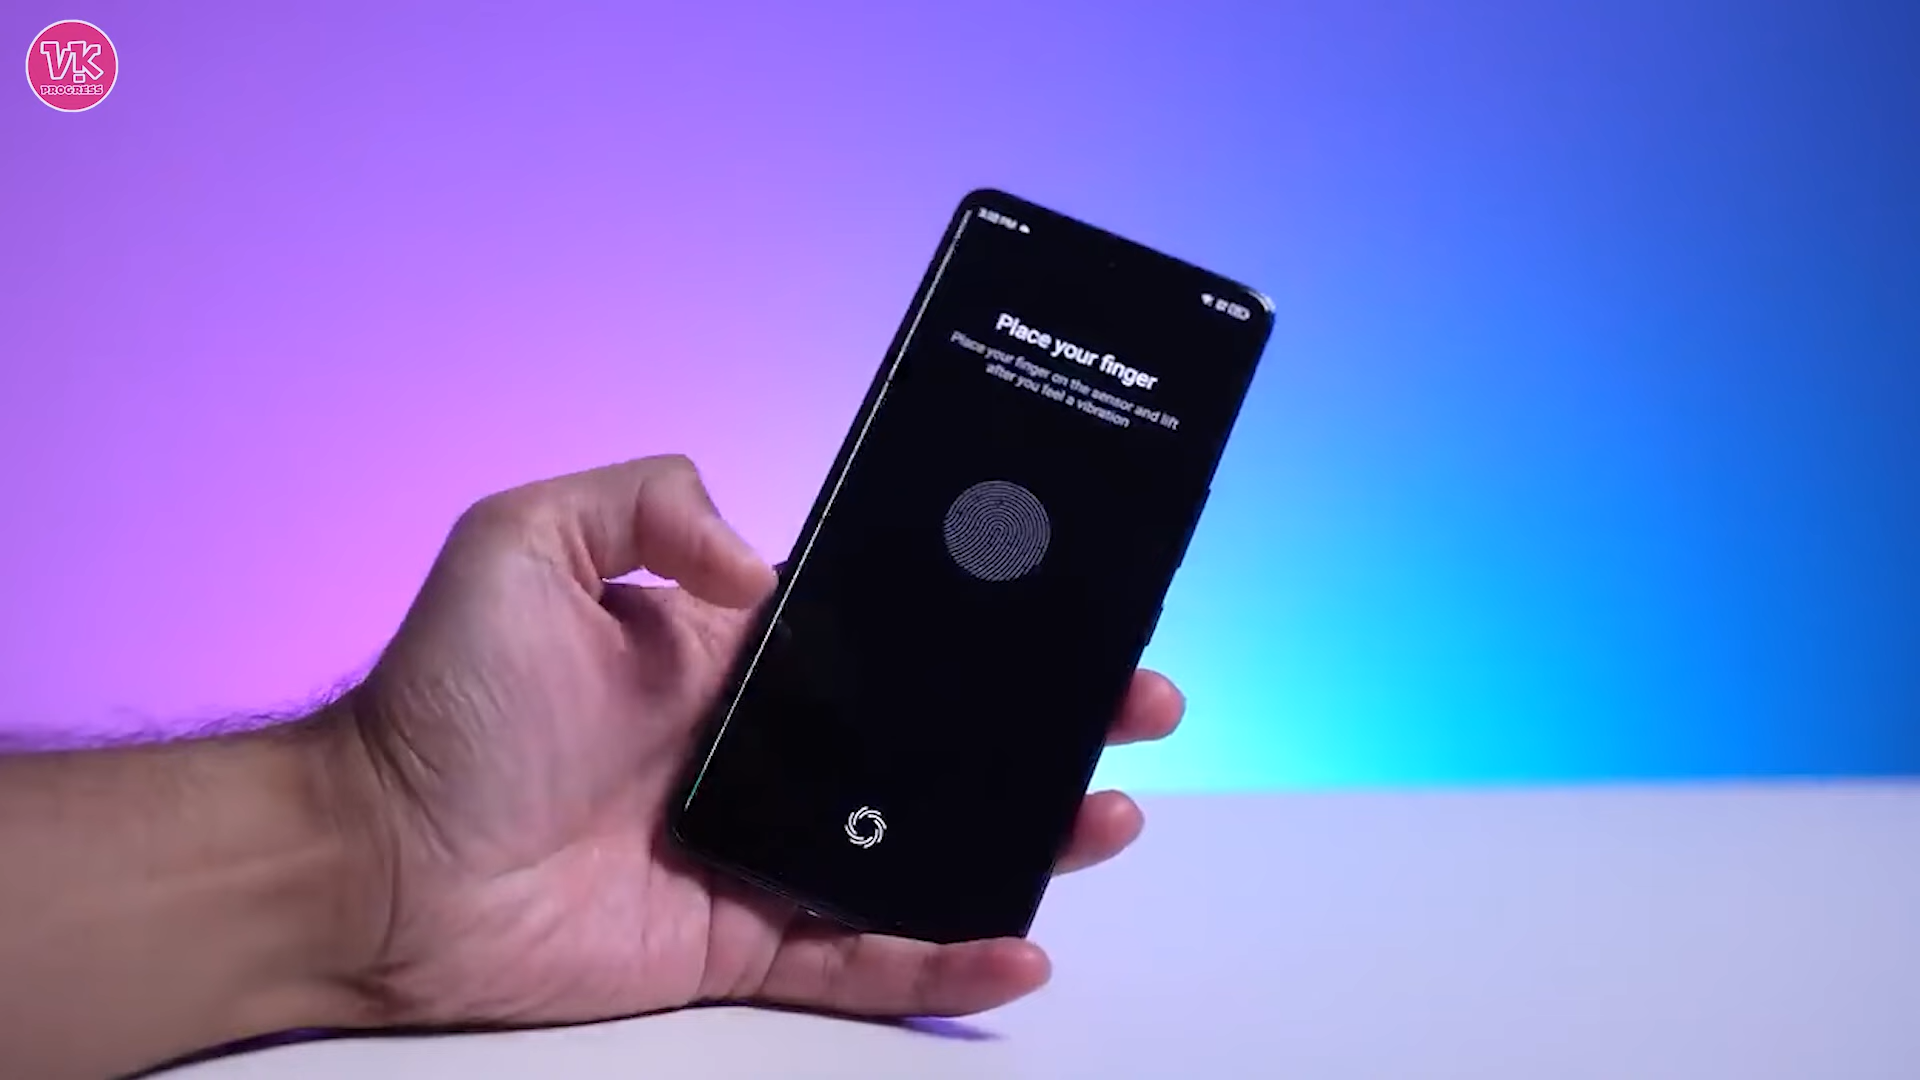 VK
PROGRESS
Place your finger
Place your finger on the sensor and lift
after you feel a vibration